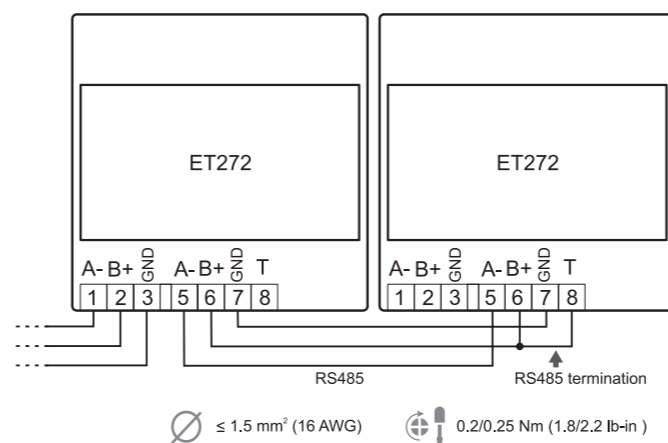 ET272 ET272
A- B+ GND A- B+ GND T A- B+ GND A- B+ GND T
1 2 3 5 6 7 8 1 2 3 5 6 7 8
RS485 RS485 termination
≤ 1.5 mm² (16 AWG) 0.2/0.25 Nm (1.8/2.2 lb-in )